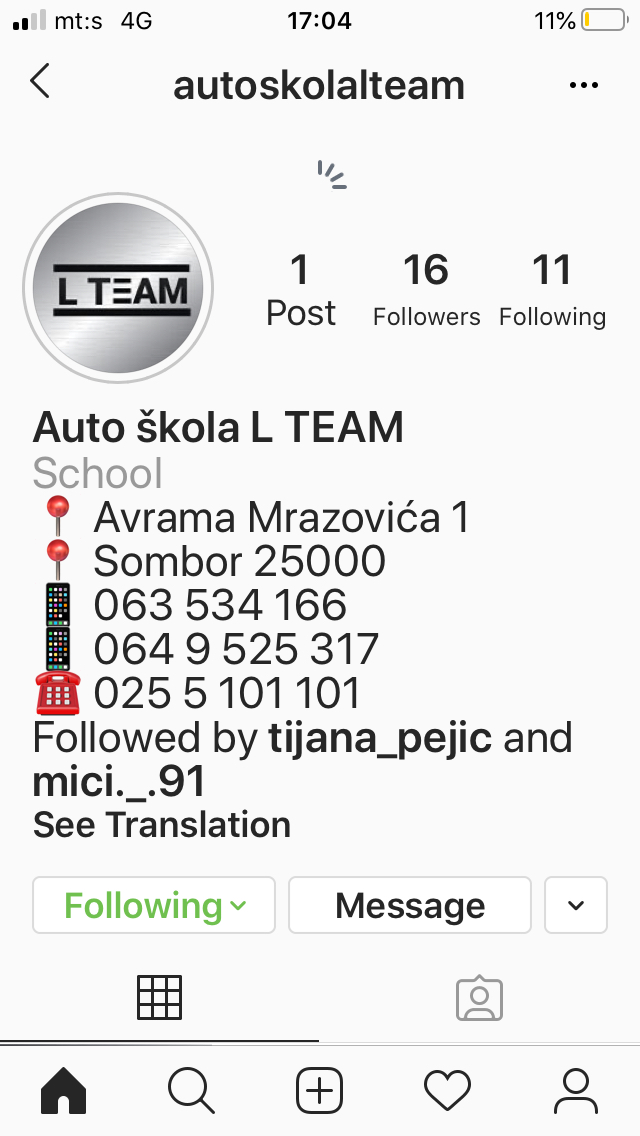 mt:s 4G 17:04 11%
autoskolalteam
L TEAM
1 16 11
Post Followers Following
Auto škola L TEAM
School
Avrama Mrazovića 1
Sombor 25000
063 534 166
064 9 525 317
025 5 101 101
Followed by tijana_pejic and
mici._.91
See Translation
Following Message